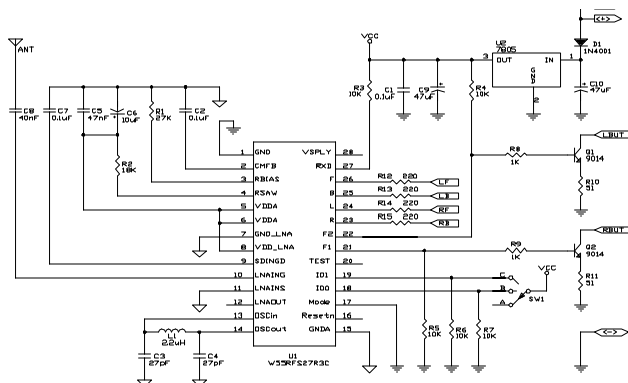 <+>
ANT
VCC
U2
7805
3 OUT IN 1
GND
2
D1
1N4001
C10
47uF
C8
40nF
C7
0.1uF
C5
47nF
C6
10uF
R1
27K
C2
0.1uF
R3
10K
C1
0.1uF
C9
47uF
R4
10K
R2
18K
R8
1K
LBUT
Q1
9014
R10
51
1 GND VSPLY 28
2 CMFB RXD 27
3 RBIAS F 26 R12 220 LF
4 RSAW B 25 R13 220 LB
5 VDDA L 24 R14 220 RF
6 VDDA R 23 R15 220 RB
7 GND_LNA F2 22
8 VDD_LNA F1 21
9 SDINGD TEST 20
10 LNAING IO1 19
11 LNAINS IO0 18
12 LNAOUT Mode 17
13 OSCin Resetn 16
14 OSCout GNDA 15
R9
1K
RBUT
Q2
9014
R11
51
VCC
C
B
A
SW1
L1
2.2uH
C3
27pF
C4
27pF
U1
W55RFS27R3C
R5
10K
R6
10K
R7
10K
<->